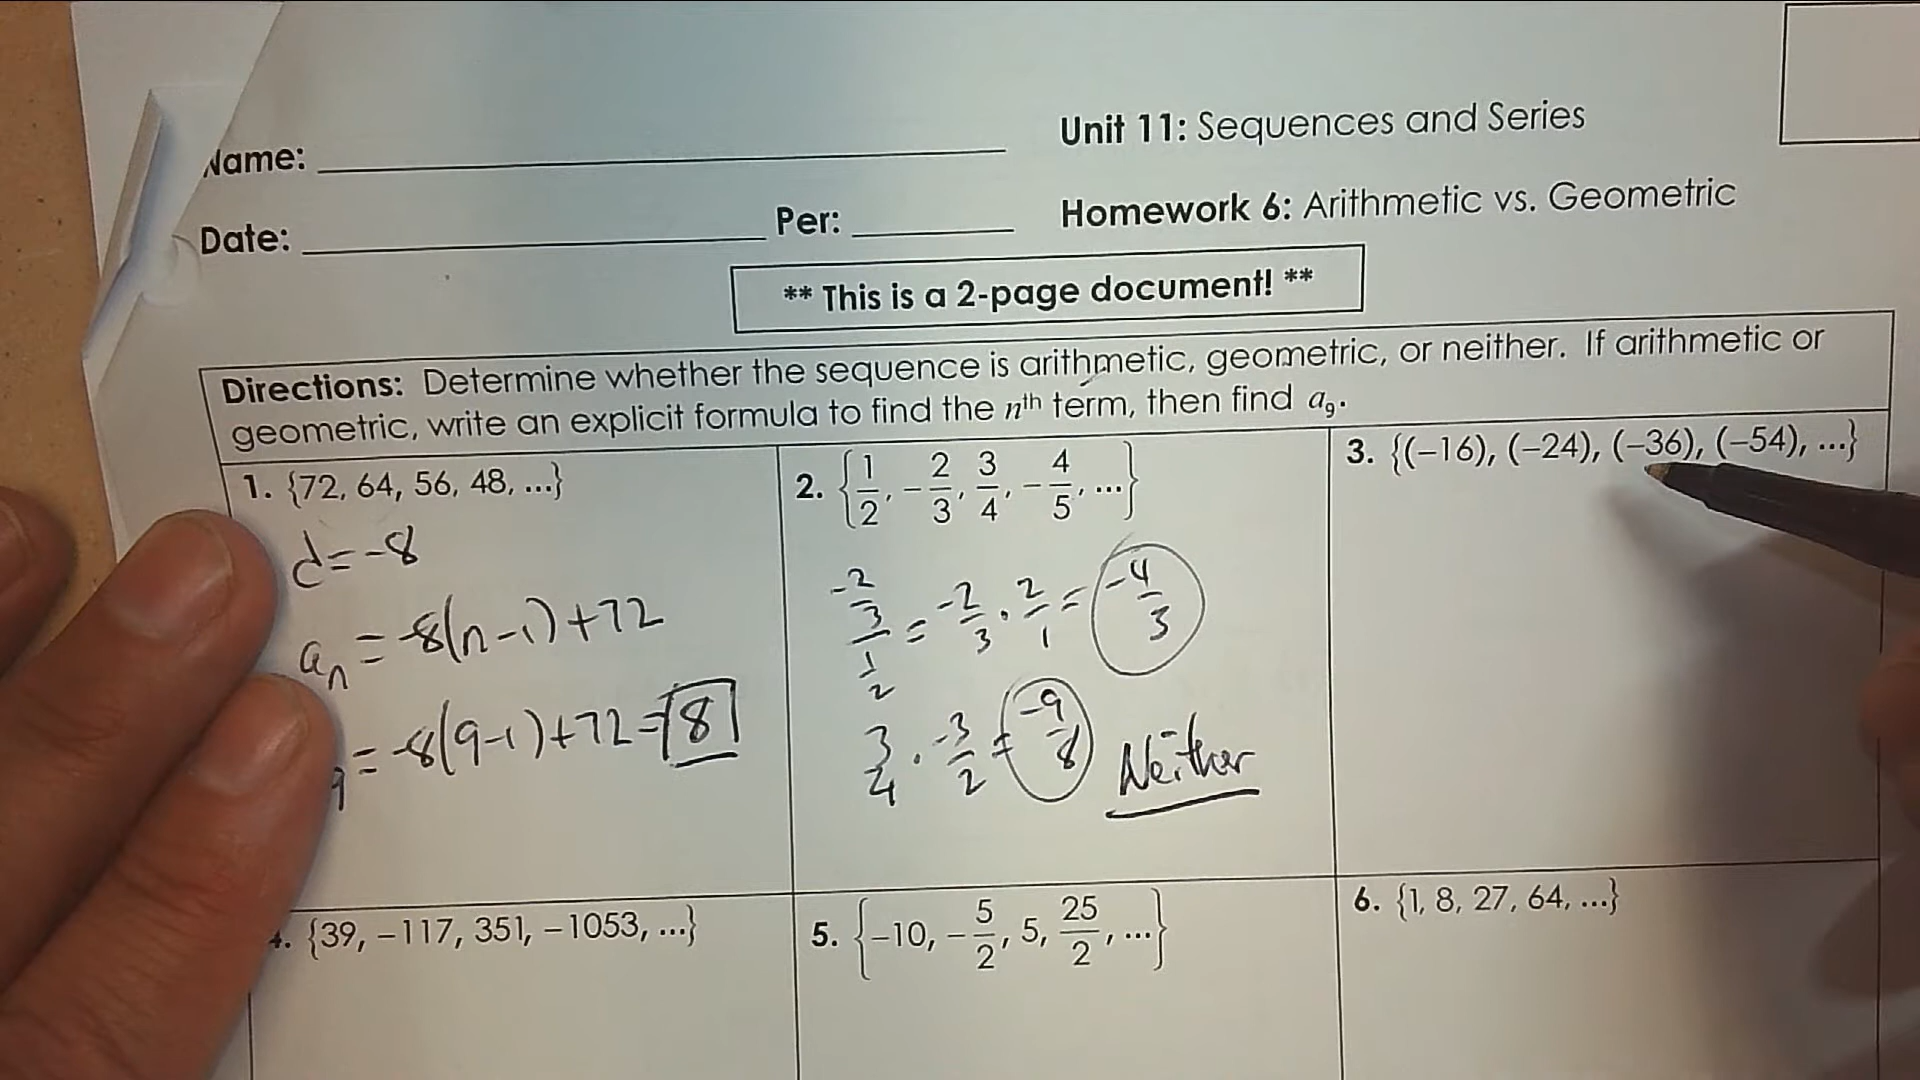 Name:
Unit 11: Sequences and Series
Date:
Per:
Homework 6: Arithmetic vs. Geometric
** This is a 2-page document! **
Directions: Determine whether the sequence is arithmetic, geometric, or neither. If arithmetic or
geometric, write an explicit formula to find the nth term, then find a₉.
1. {72, 64, 56, 48, ...}
d=-8
aₙ = -8(n-1)+72
9 = -8(9-1)+72=8
2. {1/2, -2/3, 3/4, -4/5, ...}
-2/3 / 1/2 = -2/3 · 2/1 = -4/3
3/4 · -3/2 = -9/8
Neither
3. {(-16), (-24), (-36), (-54), ...}
4. {39, -117, 351, -1053, ...}
5. {-10, -5/2, 5, 25/2, ...}
6. {1, 8, 27, 64, ...}